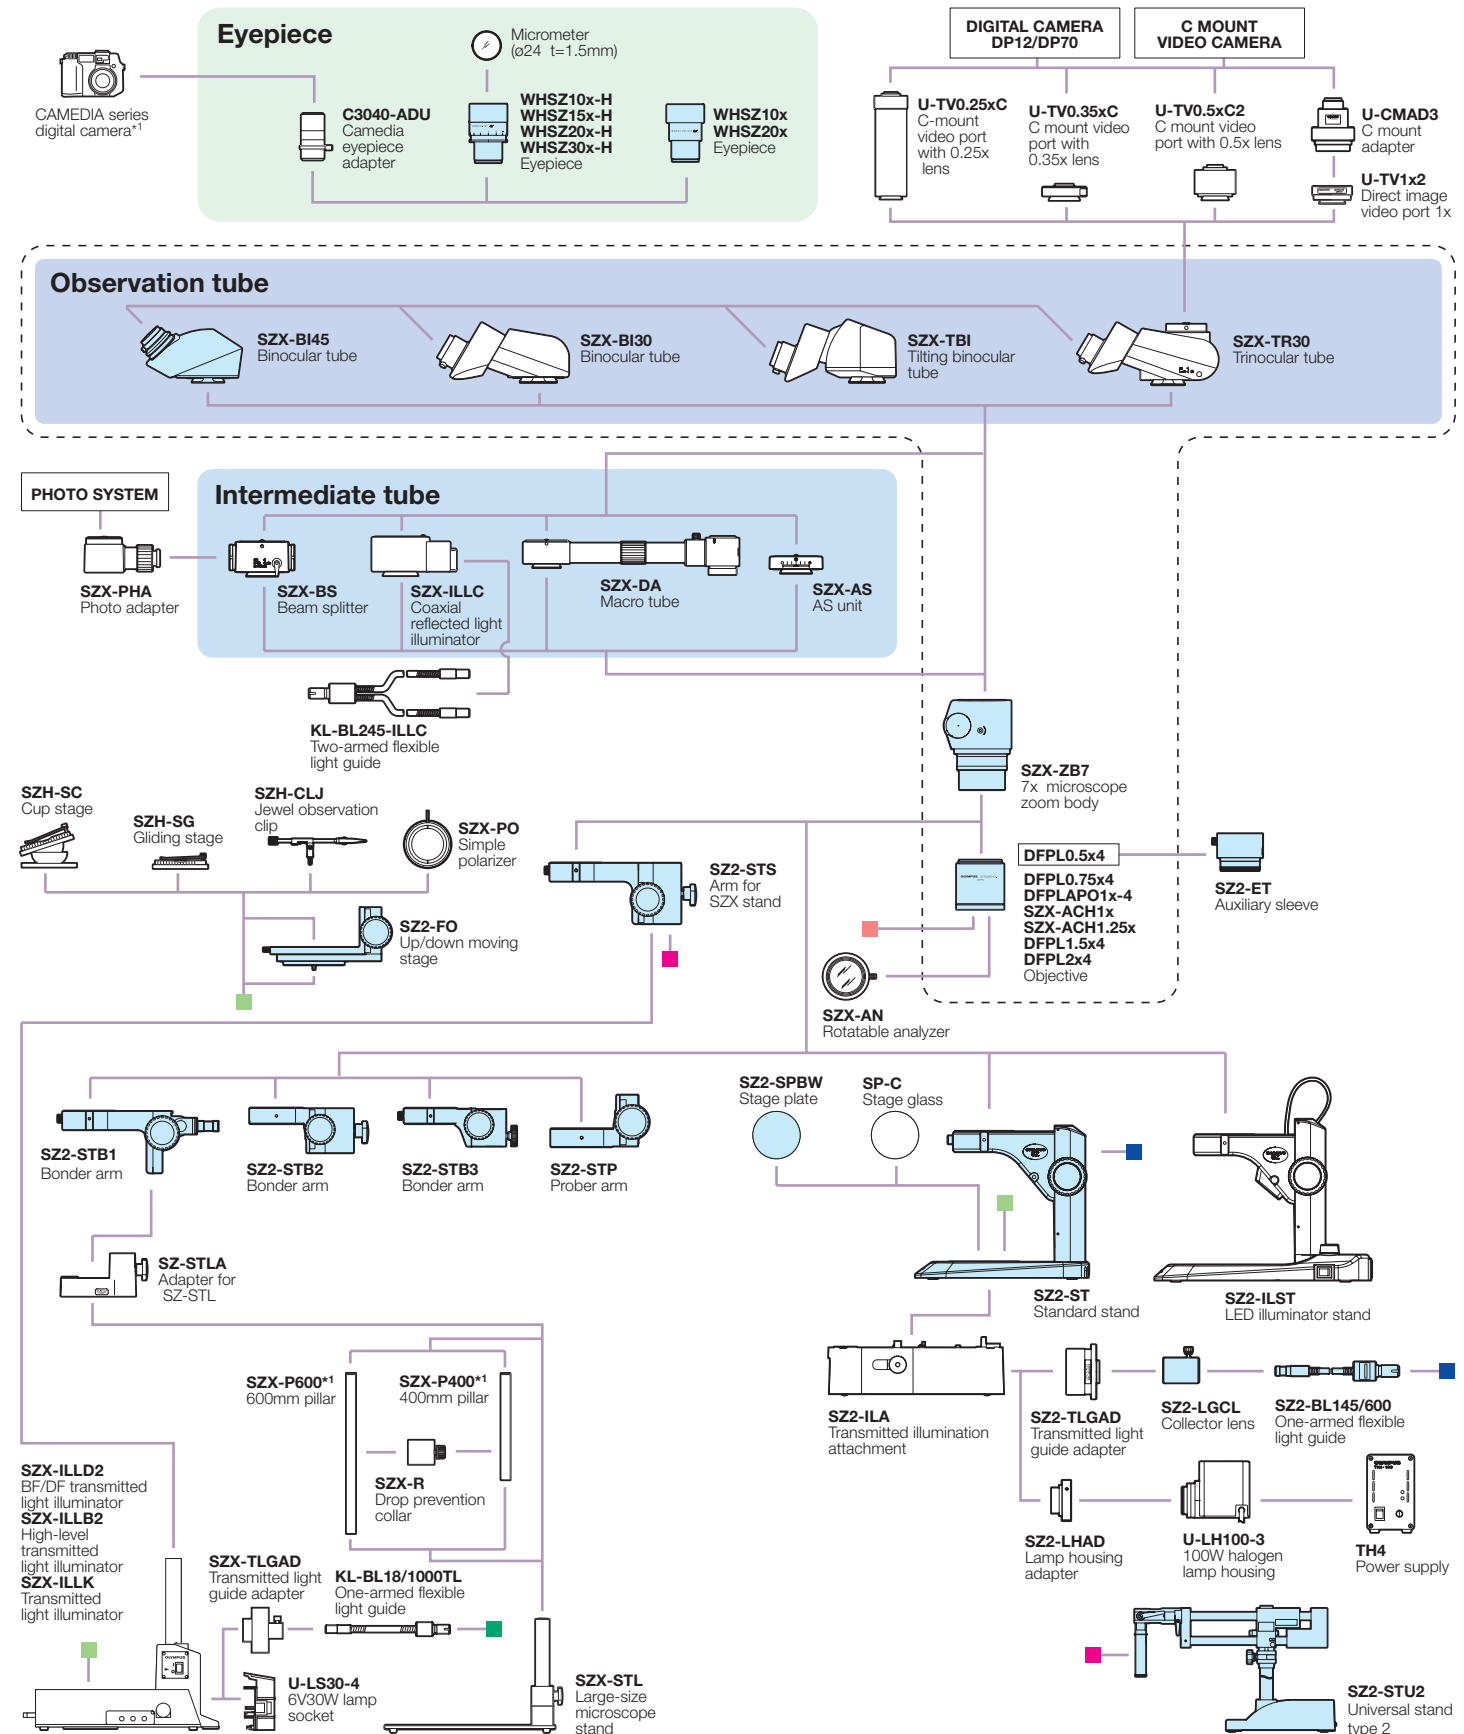 Eyepiece
CAMEDIA series
digital camera*1
C3040-ADU
Camedia
eyepiece
adapter
Micrometer
(ø24 t=1.5mm)
WHSZ10x-H
WHSZ15x-H
WHSZ20x-H
WHSZ30x-H
Eyepiece
WHSZ10x
WHSZ20x
Eyepiece
DIGITAL CAMERA
DP12/DP70
C MOUNT
VIDEO CAMERA
U-TV0.25xC
C-mount
video port
with 0.25x
lens
U-TV0.35xC
C mount video
port with
0.35x lens
U-TV0.5xC2
C mount video
port with 0.5x lens
U-CMAD3
C mount
adapter
U-TV1x2
Direct image
video port 1x
Observation tube
SZX-BI45
Binocular tube
SZX-BI30
Binocular tube
SZX-TBI
Tilting binocular
tube
SZX-TR30
Trinocular tube
PHOTO SYSTEM
SZX-PHA
Photo adapter
Intermediate tube
SZX-BS
Beam splitter
SZX-ILLC
Coaxial
reflected light
illuminator
SZX-DA
Macro tube
SZX-AS
AS unit
KL-BL245-ILLC
Two-armed flexible
light guide
SZX-ZB7
7x microscope
zoom body
SZH-SC
Cup stage
SZH-SG
Gliding stage
SZH-CLJ
Jewel observation
clip
SZX-PO
Simple
polarizer
SZ2-FO
Up/down moving
stage
SZ2-STS
Arm for
SZX stand
OLYMPUS
DFPL0.5x4
DFPL0.75x4
DFPLAPO1x-4
SZX-ACH1x
SZX-ACH1.25x
DFPL1.5x4
DFPL2x4
Objective
SZ2-ET
Auxiliary sleeve
SZX-AN
Rotatable analyzer
SZ2-STB1
Bonder arm
SZ2-STB2
Bonder arm
SZ2-STB3
Bonder arm
SZ2-STP
Prober arm
SZ2-SPBW
Stage plate
SP-C
Stage glass
SZ2-ST
Standard stand
SZ2-ILST
LED illuminator stand
SZ-STLA
Adapter for
SZ-STL
SZX-P600*1
600mm pillar
SZX-P400*1
400mm pillar
SZX-R
Drop prevention
collar
SZ2-ILA
Transmitted illumination
attachment
SZ2-TLGAD
Transmitted light
guide adapter
SZ2-LGCL
Collector lens
SZ2-BL145/600
One-armed flexible
light guide
SZ2-LHAD
Lamp housing
adapter
U-LH100-3
100W halogen
lamp housing
OLYMPUS
TH4
Power supply
SZX-ILLD2
BF/DF transmitted
light illuminator
SZX-ILLB2
High-level
transmitted
light illuminator
SZX-ILLK
Transmitted
light illuminator
OLYMPUS
SZX-TLGAD
Transmitted light
guide adapter
KL-BL18/1000TL
One-armed flexible
light guide
U-LS30-4
6V30W lamp
socket
SZX-STL
Large-size
microscope
stand
SZ2-STU2
Universal stand
type 2